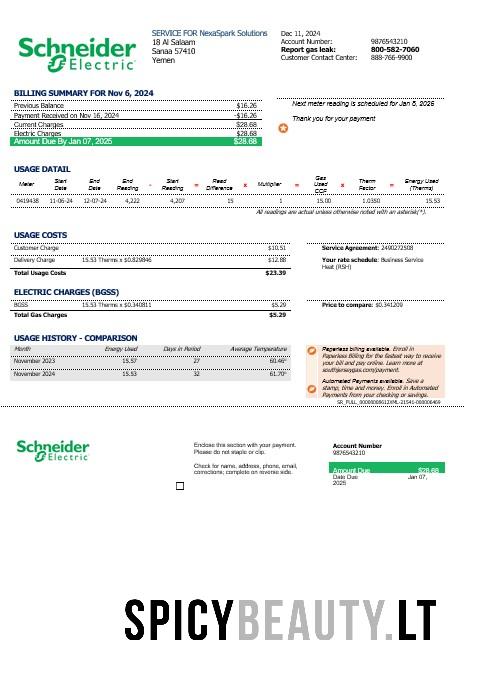 Schneider
Electric
SERVICE FOR NexaSpark Solutions
18 Al Salaam
Sanaa 57410
Yemen
Dec 11, 2024
Account Number: 9876543210
Report gas leak: 800-582-7060
Customer Contact Center: 888-766-9900
BILLING SUMMARY FOR Nov 6, 2024
Previous Balance $16.26
Payment Received on Nov 16, 2024 -$16.26
Current Charges $28.68
Electric Charges $28.68
Amount Due By Jan 07, 2025 $28.68
Next meter reading is scheduled for Jan 6, 2026
Thank you for your payment
USAGE DATAIL
Meter Start Date End Date End Reading - Start Reading = Read Difference x Multiplier = Gas Used CCF x Therm Factor = Energy Used (Therms)
0419438 11-06-24 12-07-24 4,222 4,207 15 1 15.00 1.0350 15.53
All readings are actual unless otherwise noted with an asterisk(*).
USAGE COSTS
Customer Charge $10.51
Delivery Charge 15.53 Therms x $0.829846 $12.88
Total Usage Costs $23.39
Service Agreement: 2490272508
Your rate schedule: Business Service
Heat (RSH)
ELECTRIC CHARGES (BGSS)
BGSS 15.53 Therms x $0.340811 $5.29
Total Gas Charges $5.29
Price to compare: $0.341209
USAGE HISTORY - COMPARISON
Month Energy Used Days in Period Average Temperature
November 2023 15.57 27 60.46°
November 2024 15.53 32 61.70°
Paperless billing available. Enroll in
Paperless Billing for the fastest way to receive
your bill and pay online. Learn more at
southjerseygas.com/payment.
Automated Payments available. Save a
stamp, time and money. Enroll in Automated
Payments from your checking or savings.
Schneider
Electric
Enclose this section with your payment.
Please do not staple or clip.
Check for name, address, phone, email,
corrections; complete on reverse side.
Account Number
9876543210
Amount Due $28.68
Date Due Jan 07,
2025
SPICYBEAUTY.LT